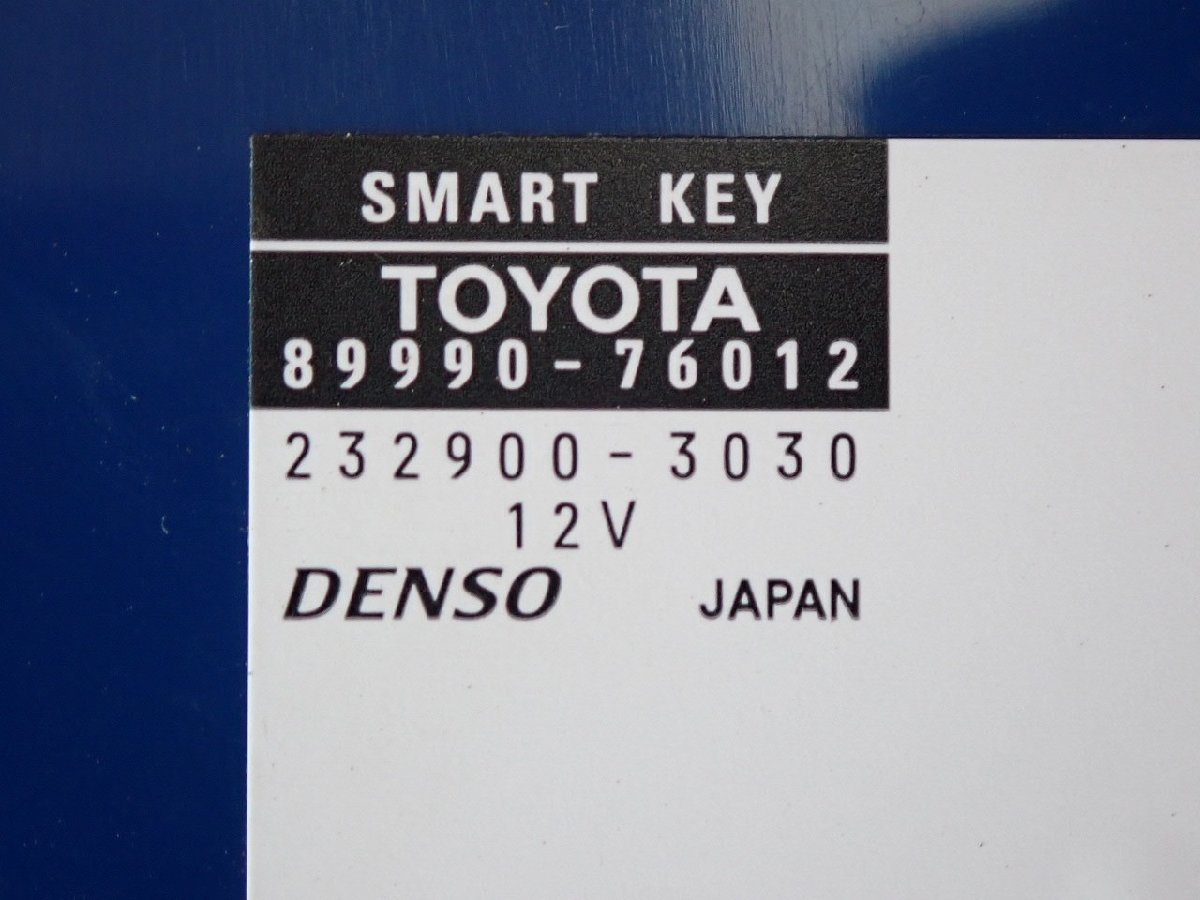 SMART KEY
TOYOTA
89990-76012
232900-3030
12V
DENSO JAPAN